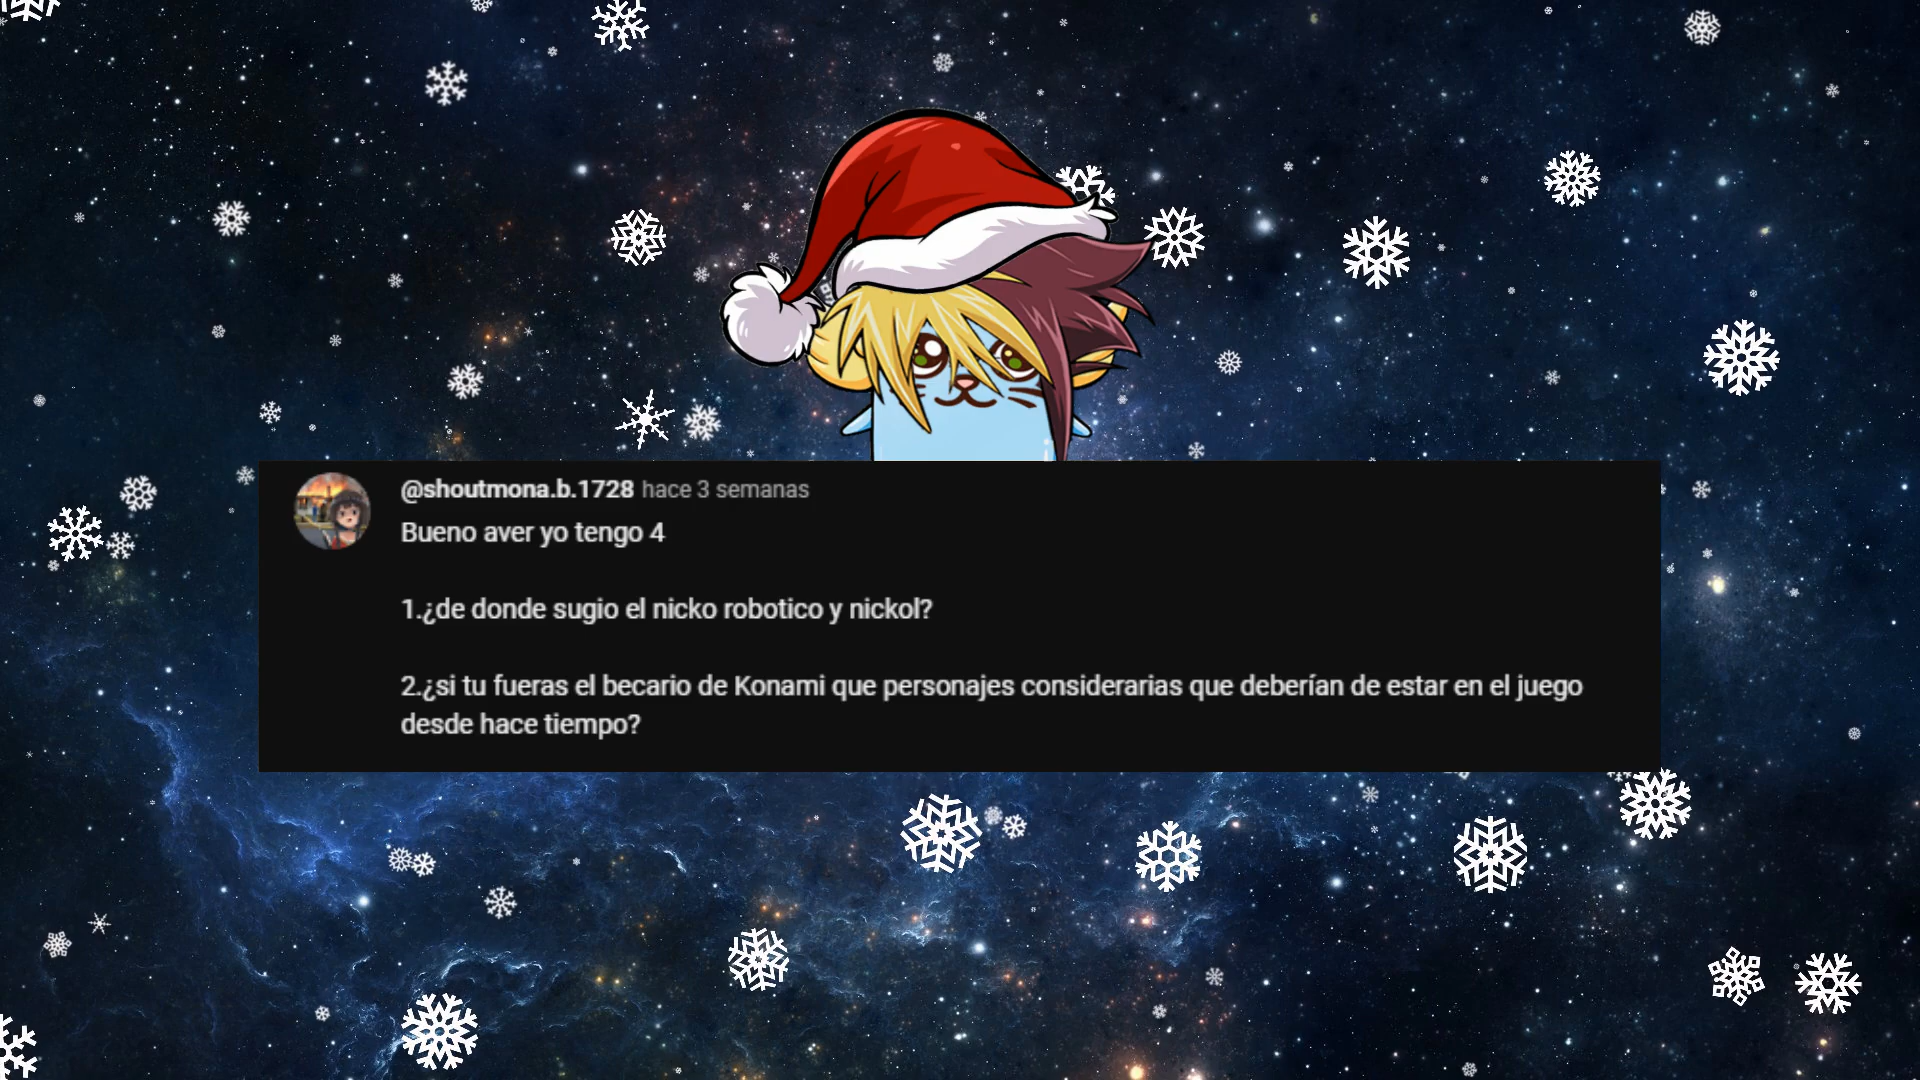 @shoutmona.b.1728 hace 3 semanas
Bueno aver yo tengo 4
1.¿de donde sugio el nicko robotico y nickol?
2.¿si tu fueras el becario de Konami que personajes considerarias que deberían de estar en el juego
desde hace tiempo?